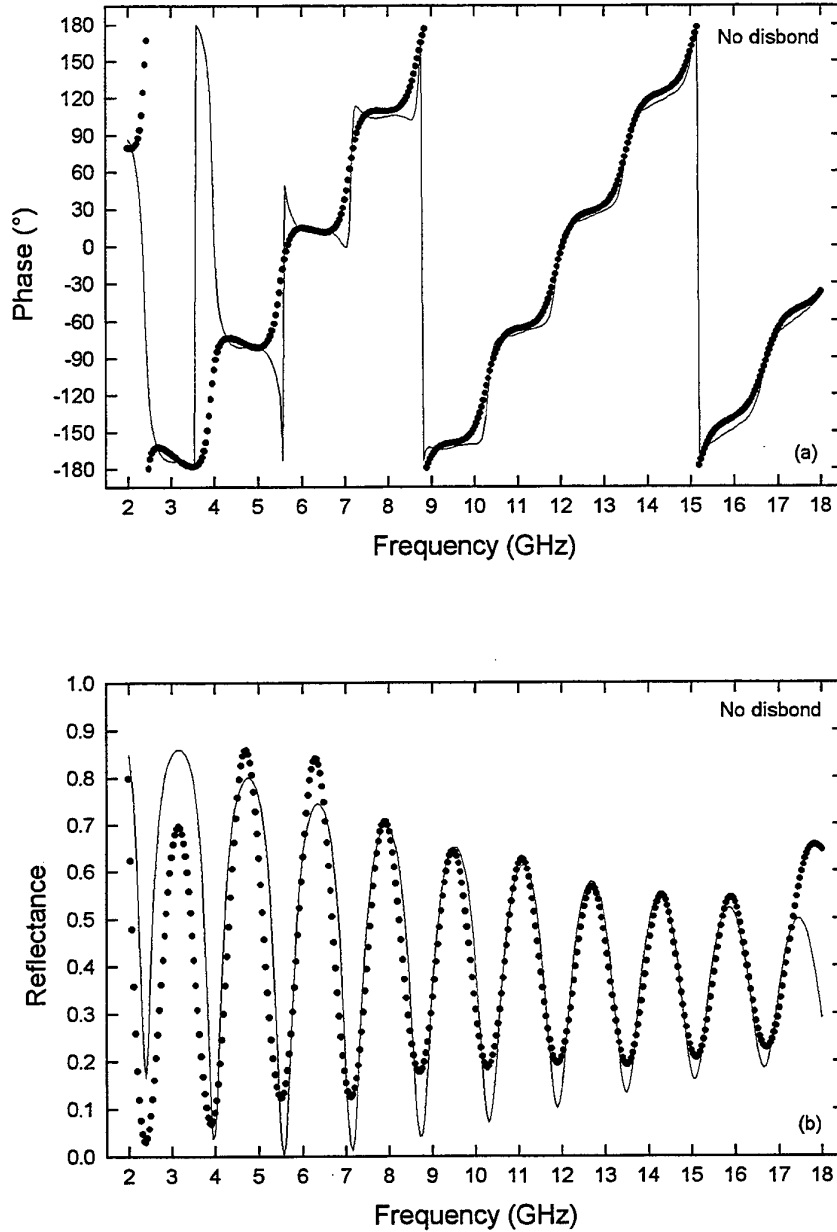 No disbond
180
150
120
90
60
30
0
-30
-60
-90
-120
-150
-180
Phase (°)
(a)
2 3 4 5 6 7 8 9 10 11 12 13 14 15 16 17 18
Frequency (GHz)
No disbond
1.0
0.9
0.8
0.7
0.6
0.5
0.4
0.3
0.2
0.1
0.0
Reflectance
(b)
2 3 4 5 6 7 8 9 10 11 12 13 14 15 16 17 18
Frequency (GHz)